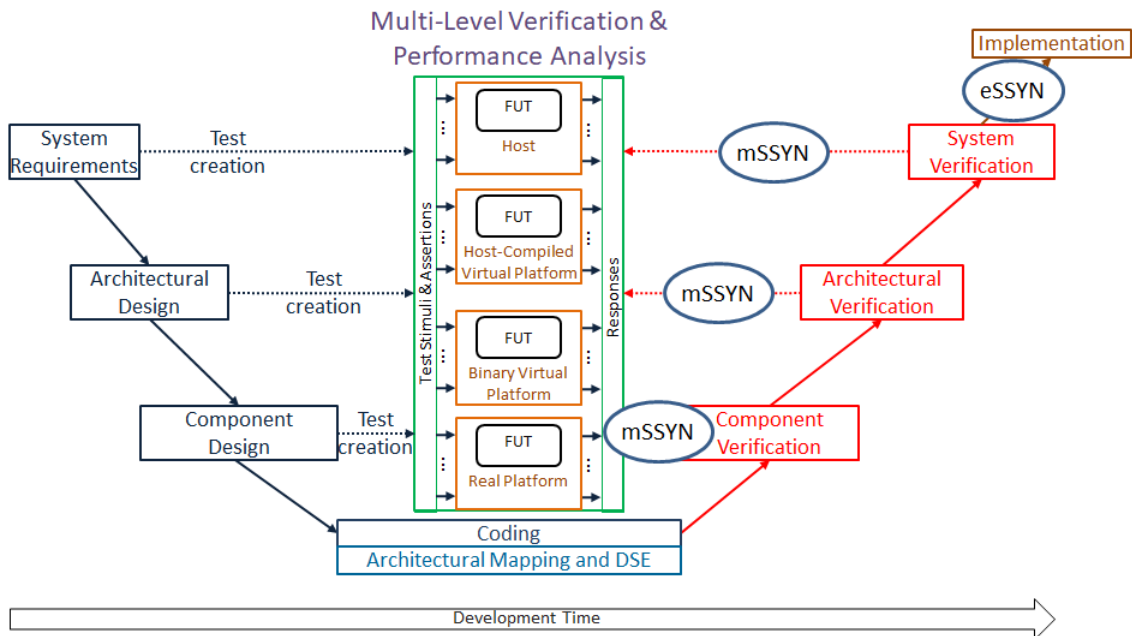 Multi-Level Verification &
Performance Analysis
Implementation
eSSYN
System
Requirements
Test
creation
FUT
Host
mSSYN
System
Verification
Test Stimuli & Assertions
Responses
FUT
Host-Compiled
Virtual Platform
Architectural
Design
Test
creation
mSSYN
Architectural
Verification
FUT
Binary Virtual
Platform
Component
Design
Test
creation
FUT
Real Platform
mSSYN
Component
Verification
Coding
Architectural Mapping and DSE
Development Time